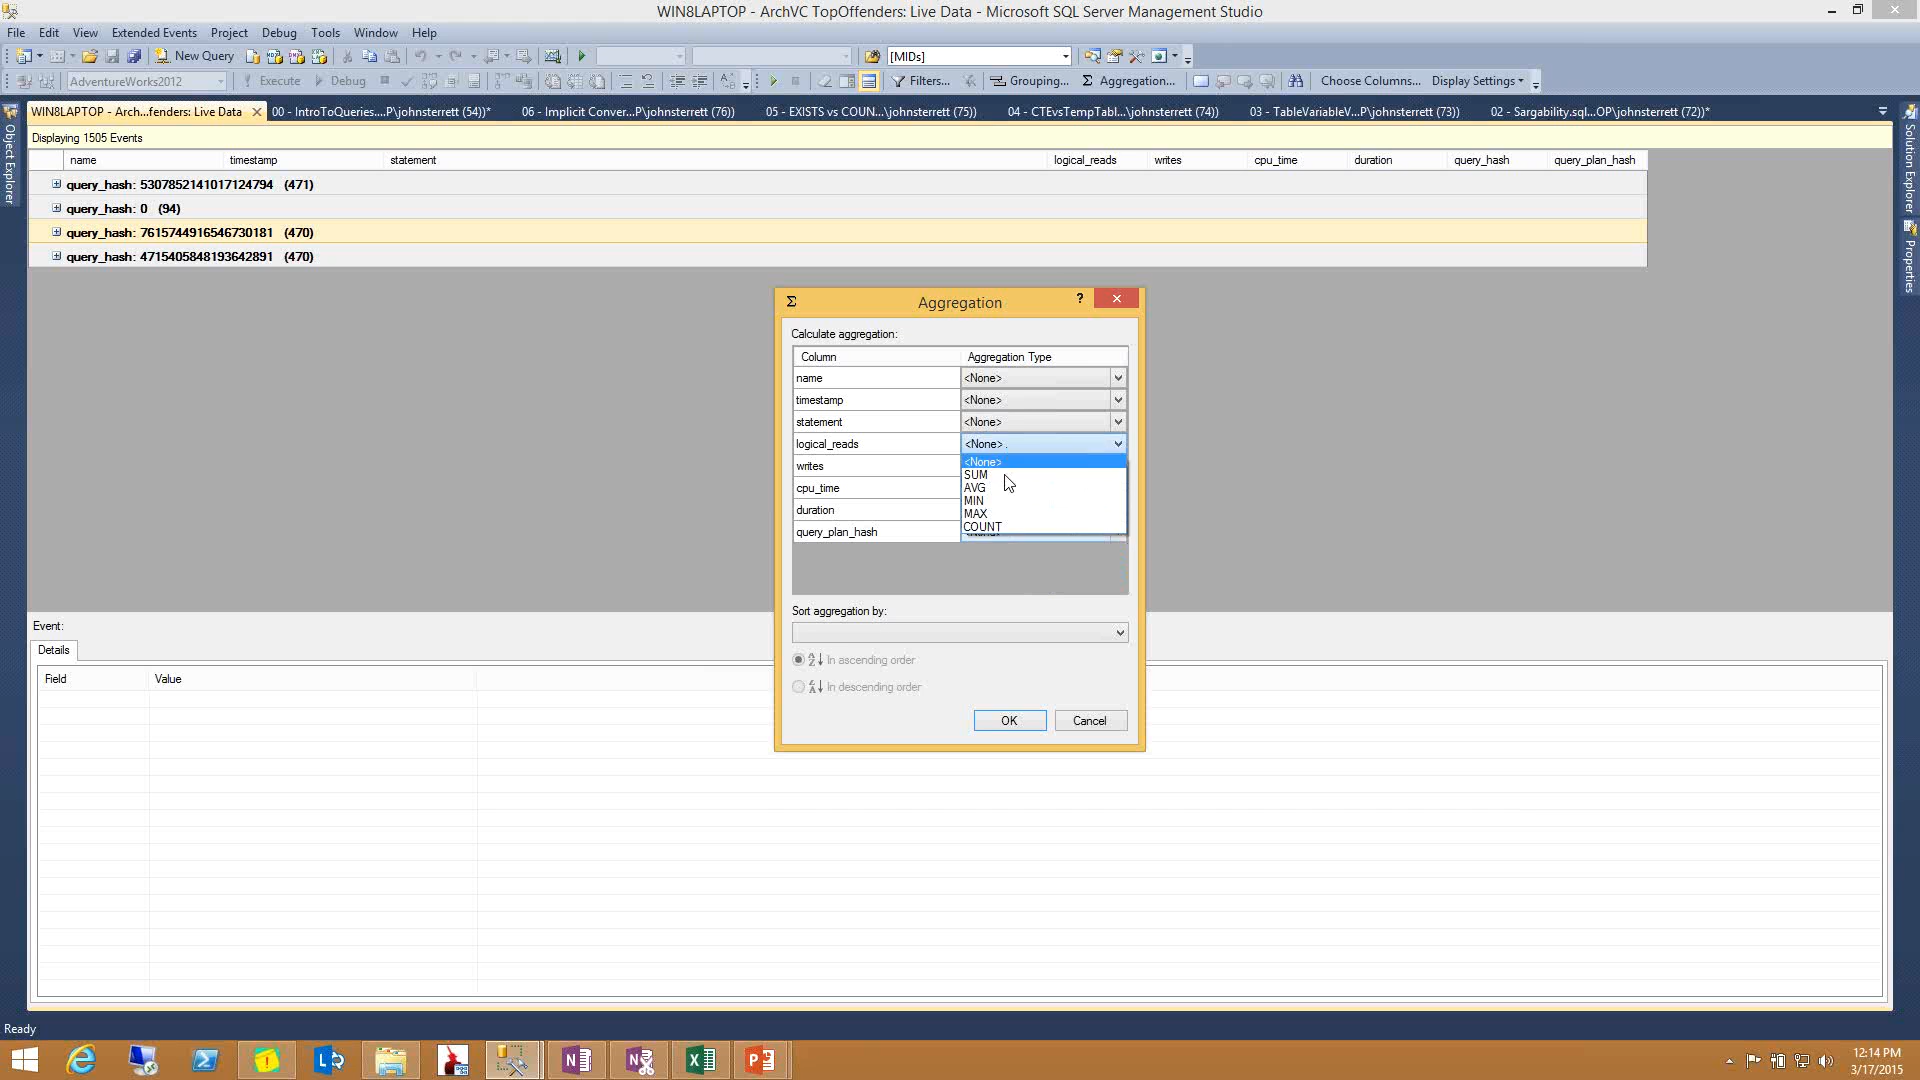 WIN8LAPTOP - ArchVC TopOffenders: Live Data - Microsoft SQL Server Management Studio
File Edit View Extended Events Project Debug Tools Window Help
New Query [MIDs]
AdventureWorks2012 Execute Debug Filters... Grouping... Aggregation... Choose Columns... Display Settings
WIN8LAPTOP - Arch...fenders: Live Data 00 - IntroToQueries....P\johnsterrett (54))* 06 - Implicit Conver...P\johnsterrett (76)) 05 - EXISTS vs COUN...\johnsterrett (75)) 04 - CTEvsTempTabl...\johnsterrett (74)) 03 - TableVariableV...P\johnsterrett (73)) 02 - Sargability.sql...OP\johnsterrett (72))*
Object Explorer
Solution Explorer
Properties
Displaying 1505 Events
name timestamp statement logical_reads writes cpu_time duration query_hash query_plan_hash
query_hash: 5307852141017124794 (471)
query_hash: 0 (94)
query_hash: 7615744916546730181 (470)
query_hash: 4715405848193642891 (470)
Aggregation
Calculate aggregation:
Column Aggregation Type
name <None>
timestamp <None>
statement <None>
logical_reads <None>
<None>
SUM
AVG
MIN
MAX
COUNT
writes
cpu_time
duration
query_plan_hash
Sort aggregation by:
In ascending order
In descending order
OK Cancel
Event:
Details
Field Value
Ready
12:14 PM
3/17/2015